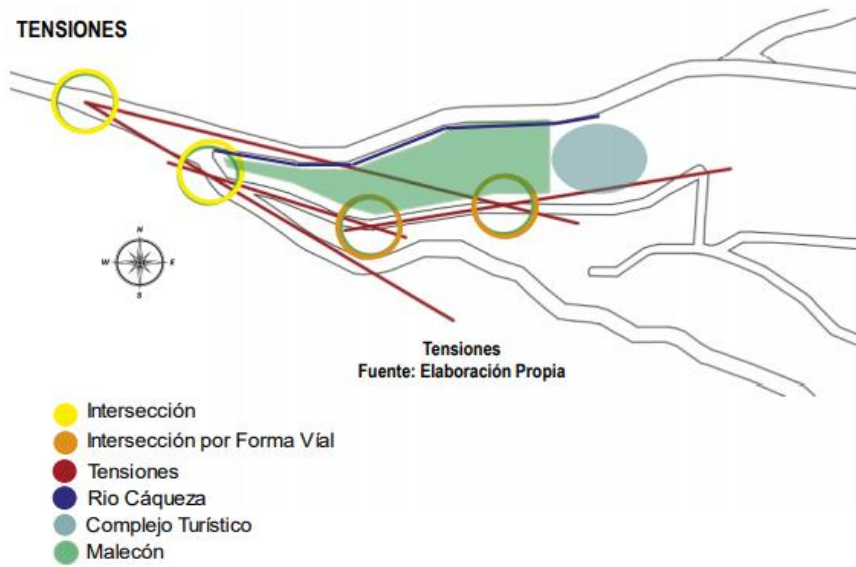 TENSIONES
N
W E
S
Tensiones
Fuente: Elaboración Propia
Intersección
Intersección por Forma Víal
Tensiones
Rio Cáqueza
Complejo Turístico
Malecón